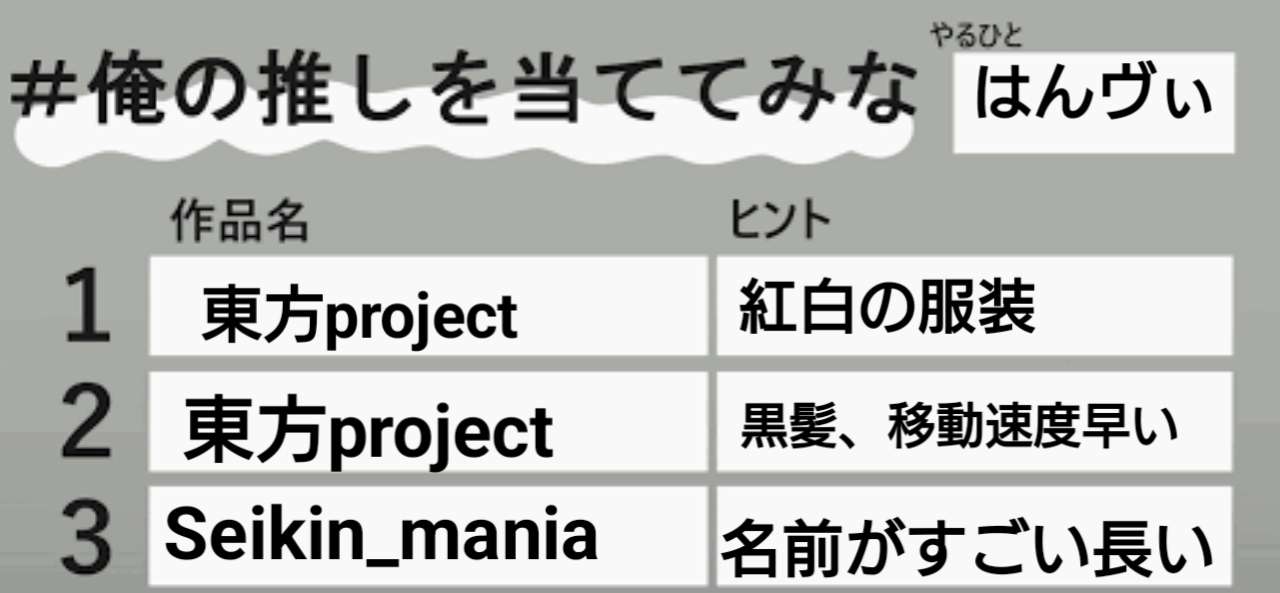 やるひと
#俺の推しを当ててみな
はんヴぃ
作品名 ヒント
1 東方project 紅白の服装
2 東方project 黒髪、移動速度早い
3 Seikin_mania 名前がすごい長い